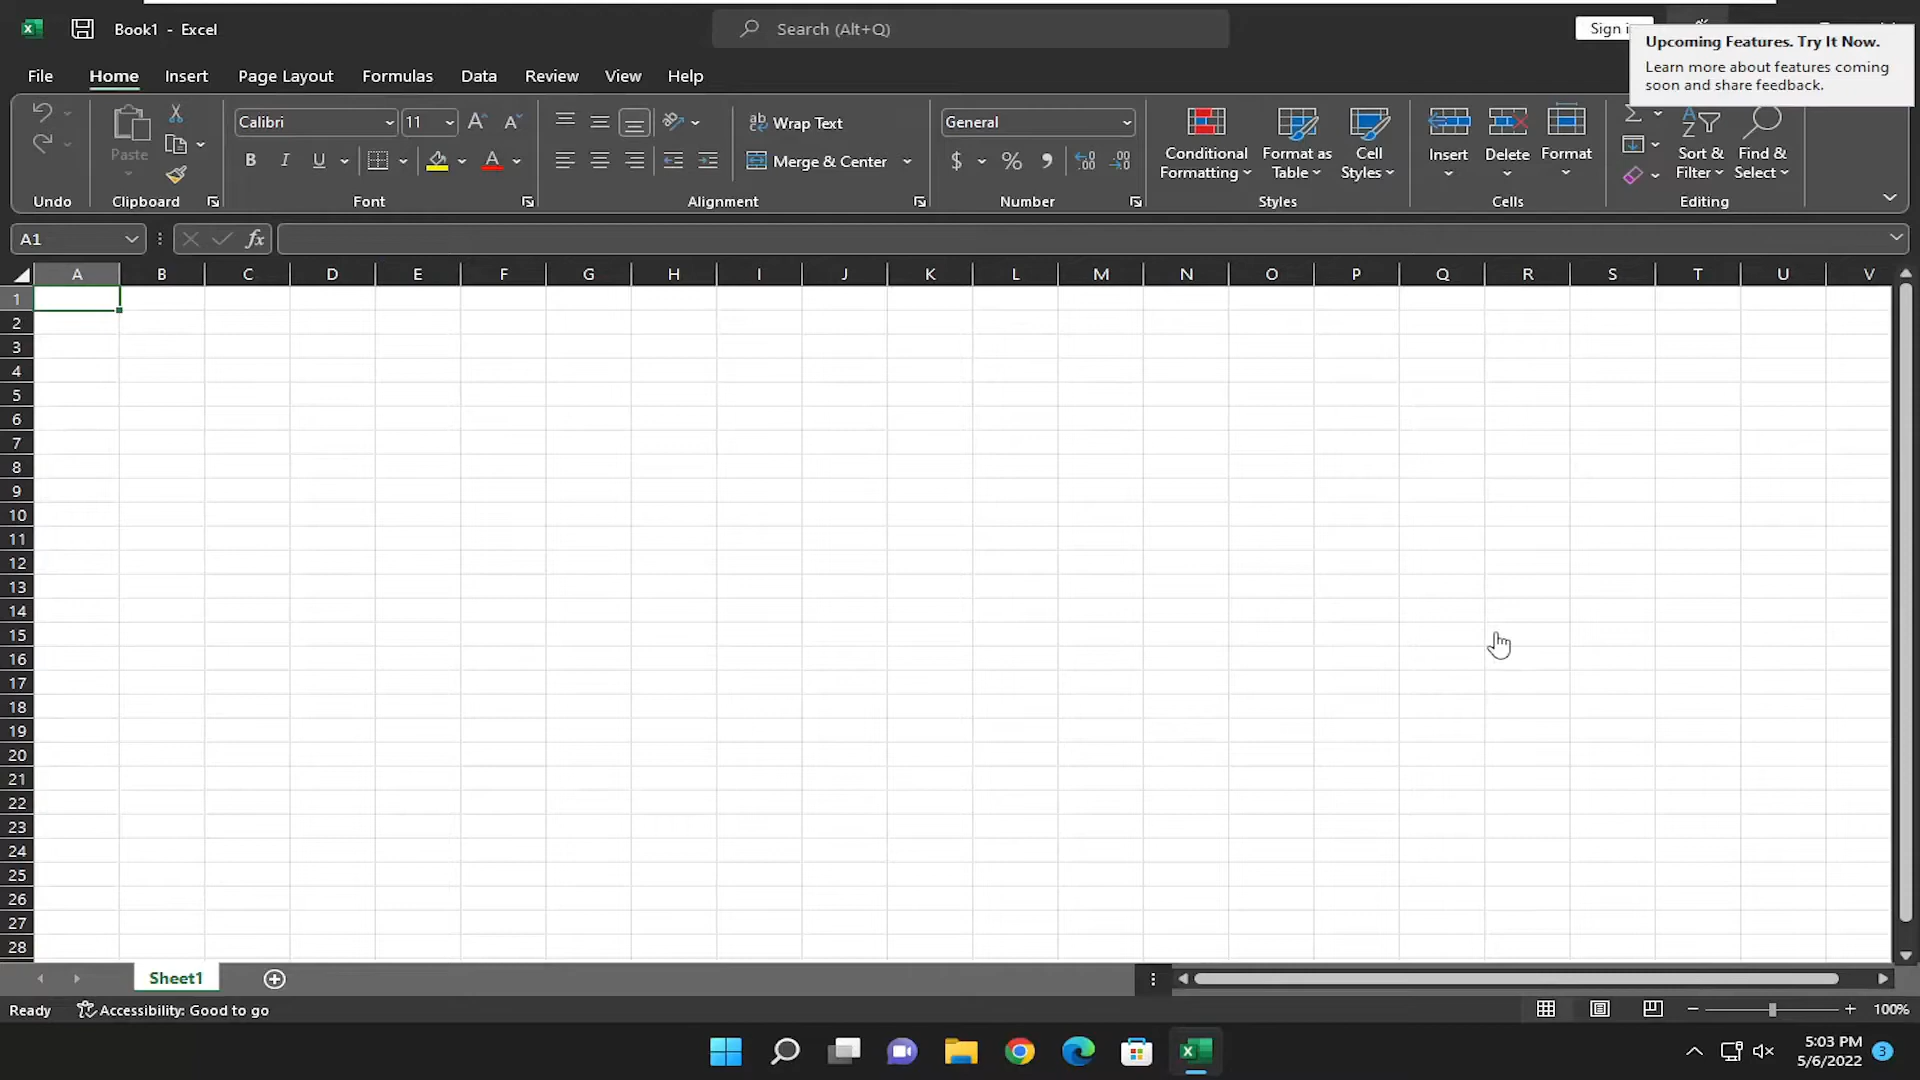 Book1 - Excel
Search (Alt+Q)
Sign i
Upcoming Features. Try It Now.
Learn more about features coming
soon and share feedback.
File Home Insert Page Layout Formulas Data Review View Help
Paste
Undo
Clipboard
Calibri 11
B I U A
Font
ab Wrap Text
Merge & Center
Alignment
General
$ % 9
Number
Conditional
Formatting
Format as
Table
Cell
Styles
Styles
Insert Delete Format
Cells
Sort &
Filter
Find &
Select
Editing
A1
fx
A B C D E F G H I J K L M N O P Q R S T U V
1
2
3
4
5
6
7
8
9
10
11
12
13
14
15
16
17
18
19
20
21
22
23
24
25
26
27
28
Sheet1
Ready Accessibility: Good to go
100%
5:03 PM
5/6/2022
3